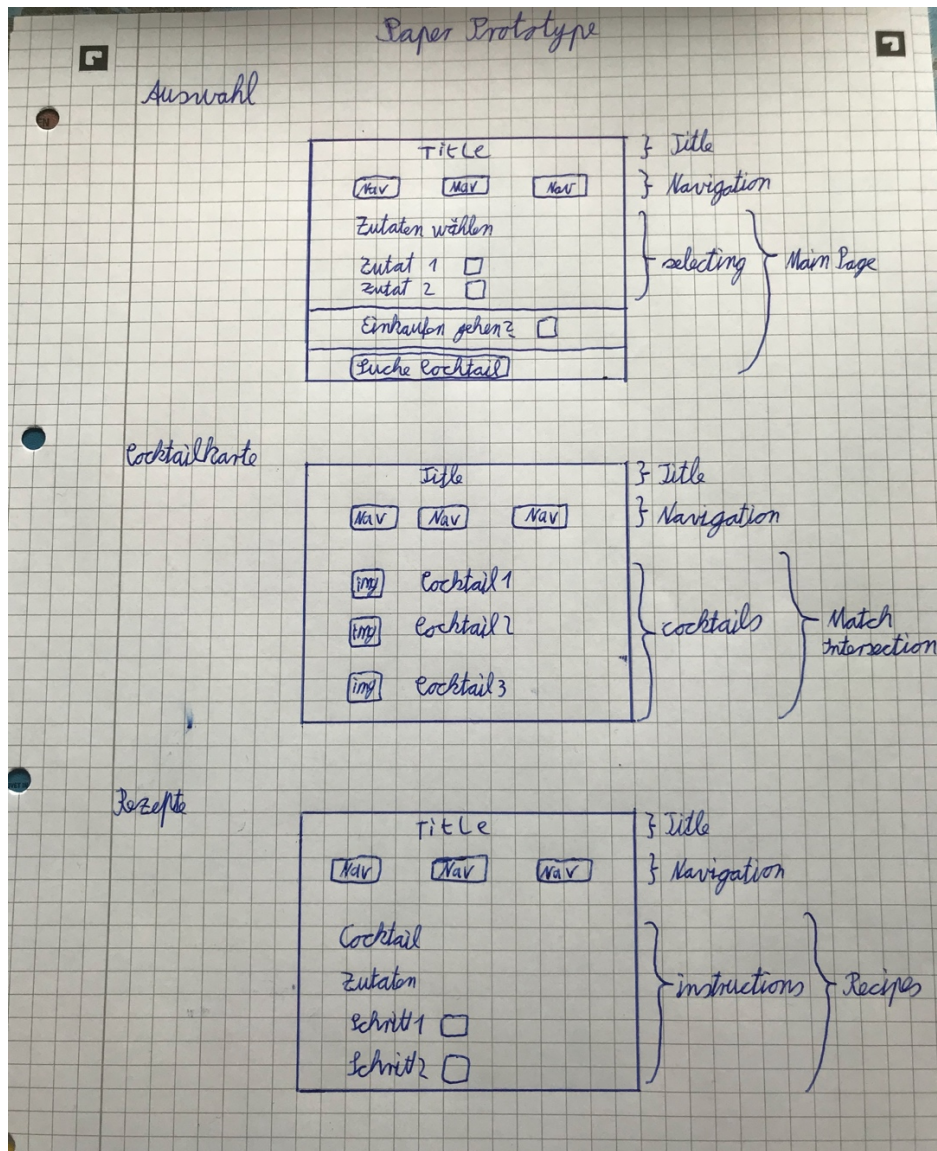 Paper Prototype
Auswahl
Title } Title
Nav Nav Nav } Navigation
Zutaten wählen
Zutat 1
selecting Main Page
Zutat 2
Einkaufen gehen?
Suche Cocktail
Cocktailkarte
Title } Title
Nav Nav Nav } Navigation
img Cocktail 1
img Cocktail 2
cocktails Match Intersection
img Cocktail 3
Rezepte
Title } Title
Nav Nav Nav } Navigation
Cocktail
Zutaten
instructions Recipes
Schritt 1
Schritt 2